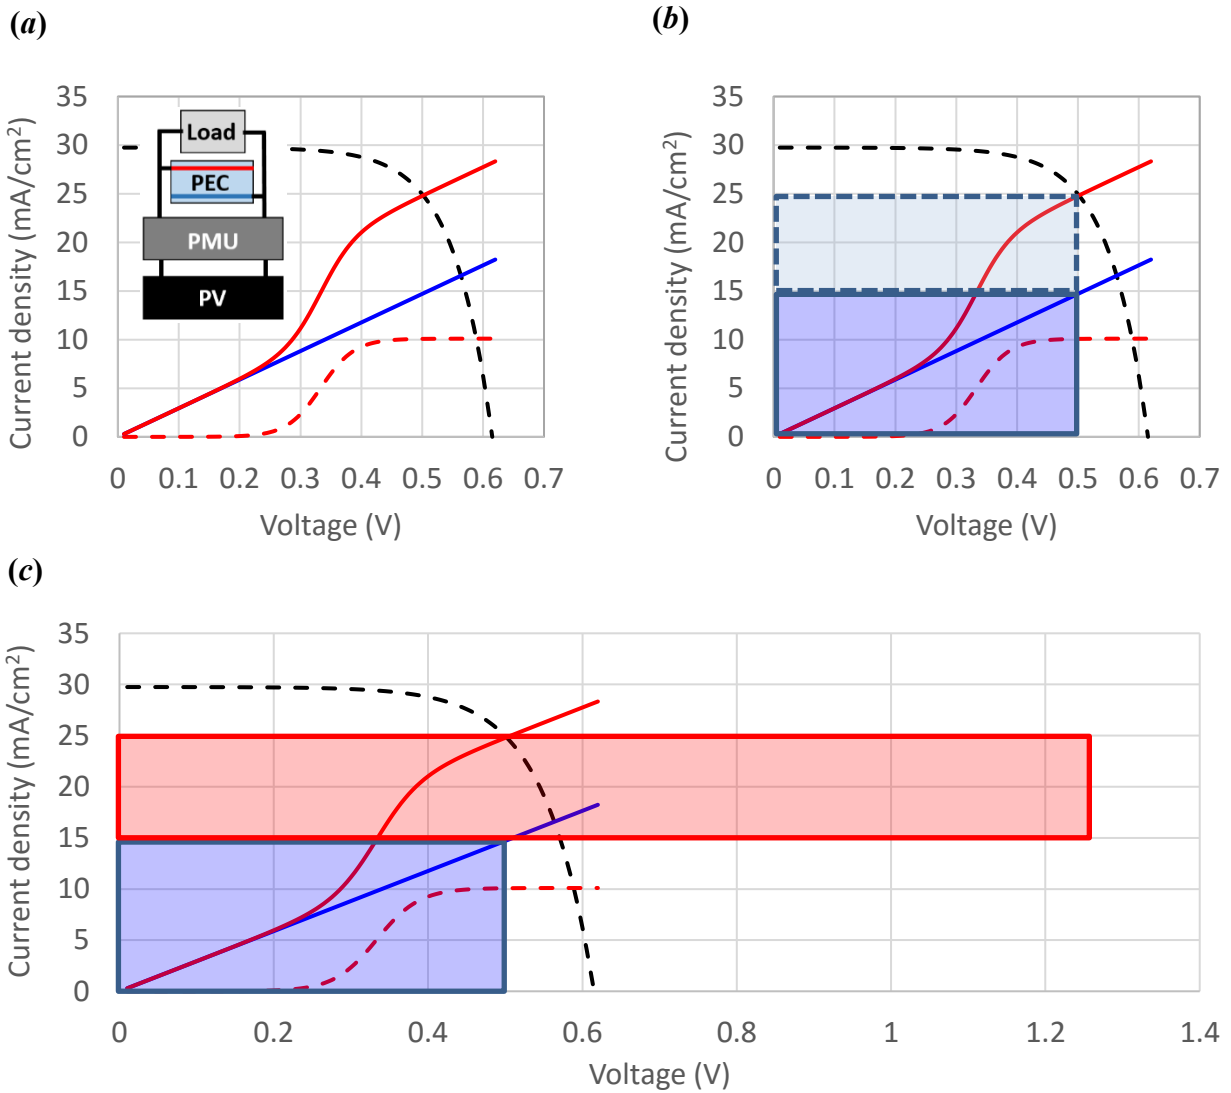 (a)
35
30
25
20
15
10
5
0
Current density (mA/cm²)
Load
PEC
PMU
PV
0 0.1 0.2 0.3 0.4 0.5 0.6 0.7
Voltage (V)
(b)
35
30
25
20
15
10
5
0
Current density (mA/cm²)
0 0.1 0.2 0.3 0.4 0.5 0.6 0.7
Voltage (V)
(c)
35
30
25
20
15
10
5
0
Current density (mA/cm²)
0 0.2 0.4 0.6 0.8 1 1.2 1.4
Voltage (V)